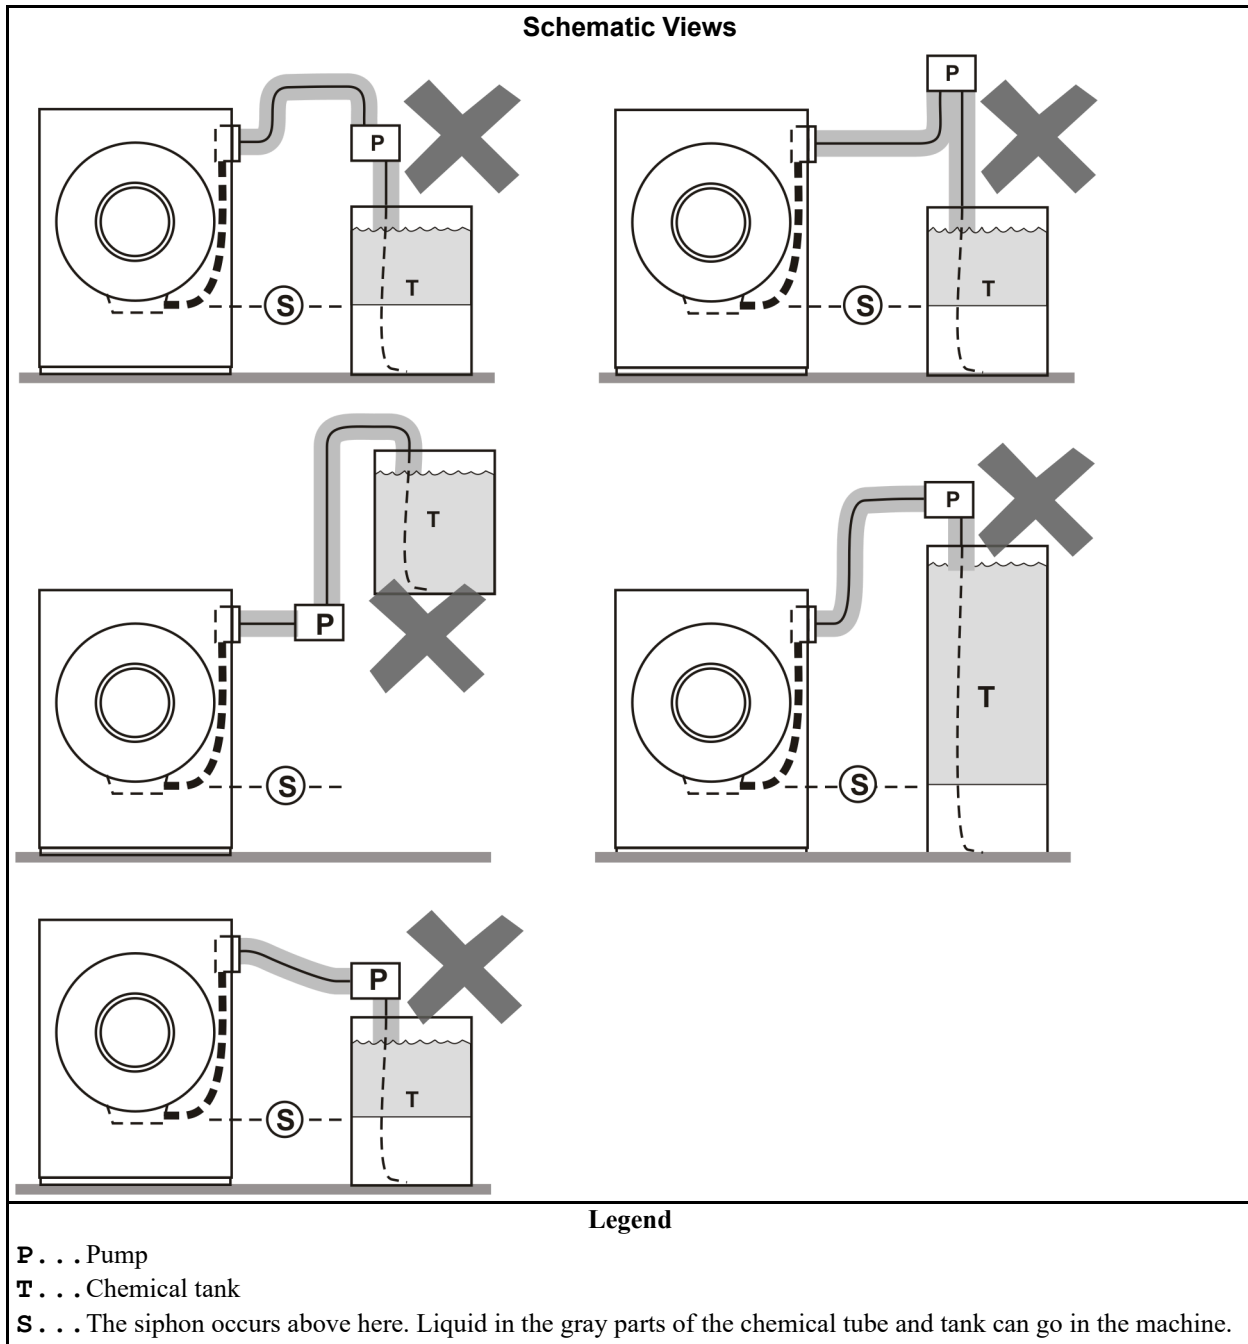 Schematic Views
P
T
S
P
T
S
T
P
S
P
T
S
P
T
S
Legend
P...Pump
T...Chemical tank
S...The siphon occurs above here. Liquid in the gray parts of the chemical tube and tank can go in the machine.